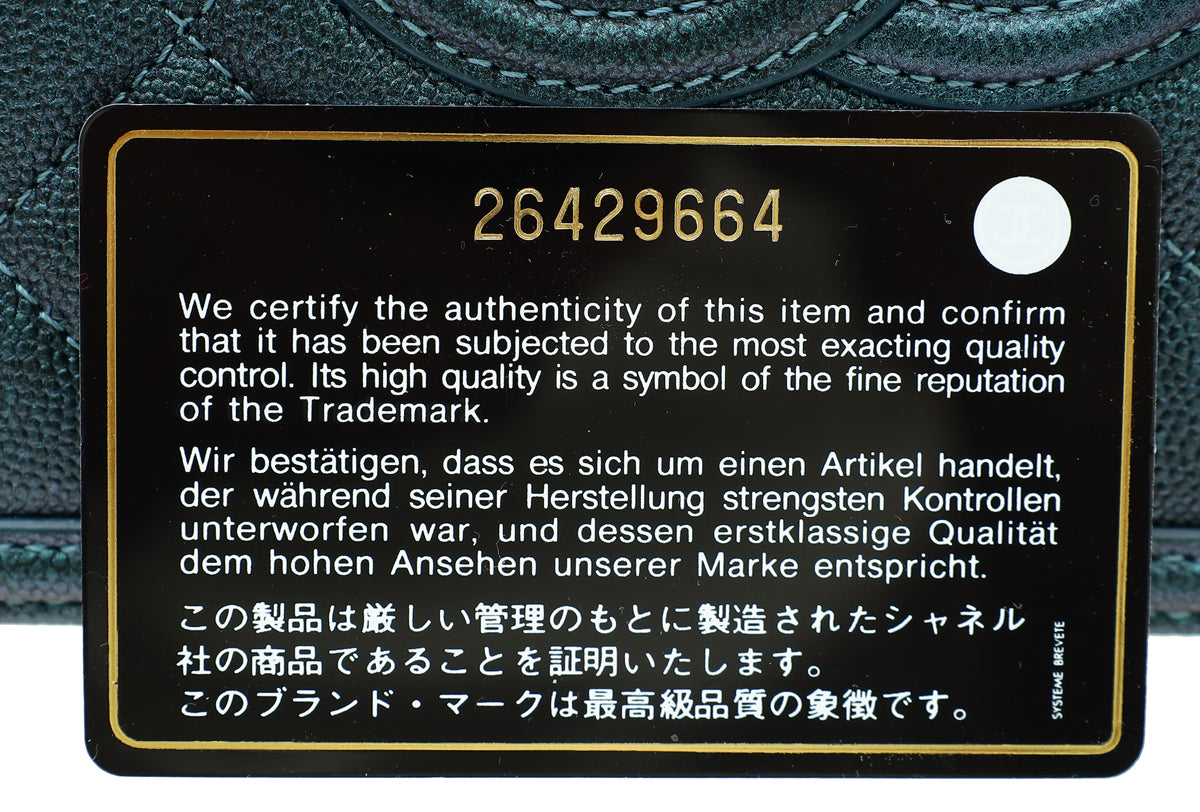 26429664
We certify the authenticity of this item and confirm
that it has been subjected to the most exacting quality
control. Its high quality is a symbol of the fine reputation
of the Trademark.
Wir bestätigen, dass es sich um einen Artikel handelt,
der während seiner Herstellung strengsten Kontrollen
unterworfen war, und dessen erstklassige Qualität
dem hohen Ansehen unserer Marke entspricht.
この製品は厳しい管理のもとに製造されたシャネル
社の商品であることを証明いたします。
このブランド・マークは最高級品質の象徴です。
SYSTEME BREVETE